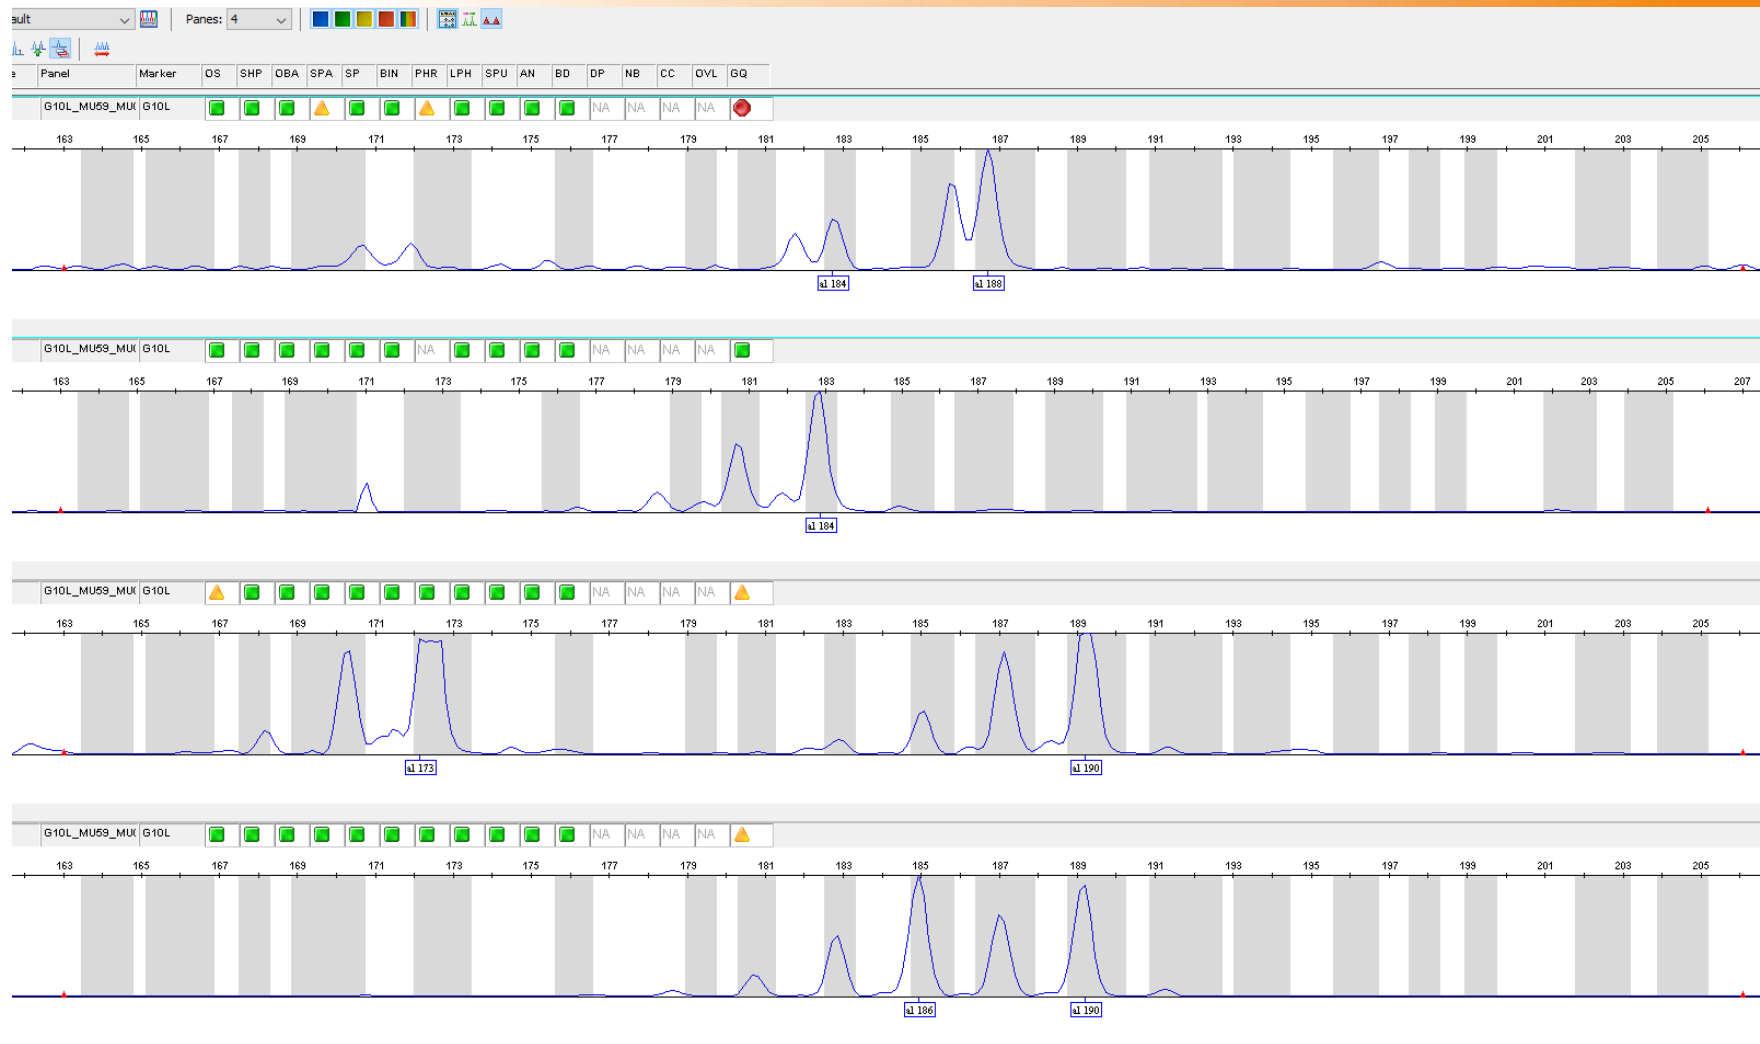 ault Panes: 4
Panel Marker OS SHP OBA SPA SP BIN PHR LPH SPU AN BD DP NB CC OVL GQ
G10L_MU59_MU( G10L NA NA NA NA
163 165 167 169 171 173 175 177 179 181 183 185 187 189 191 193 195 197 199 201 203 205
al 184 al 188
G10L_MU59_MU( G10L NA NA NA NA NA
163 165 167 169 171 173 175 177 179 181 183 185 187 189 191 193 195 197 199 201 203 205 207
al 184
G10L_MU59_MU( G10L NA NA NA NA
163 165 167 169 171 173 175 177 179 181 183 185 187 189 191 193 195 197 199 201 203 205
al 173 al 190
G10L_MU59_MU( G10L NA NA NA NA
163 165 167 169 171 173 175 177 179 181 183 185 187 189 191 193 195 197 199 201 203 205
al 186 al 190